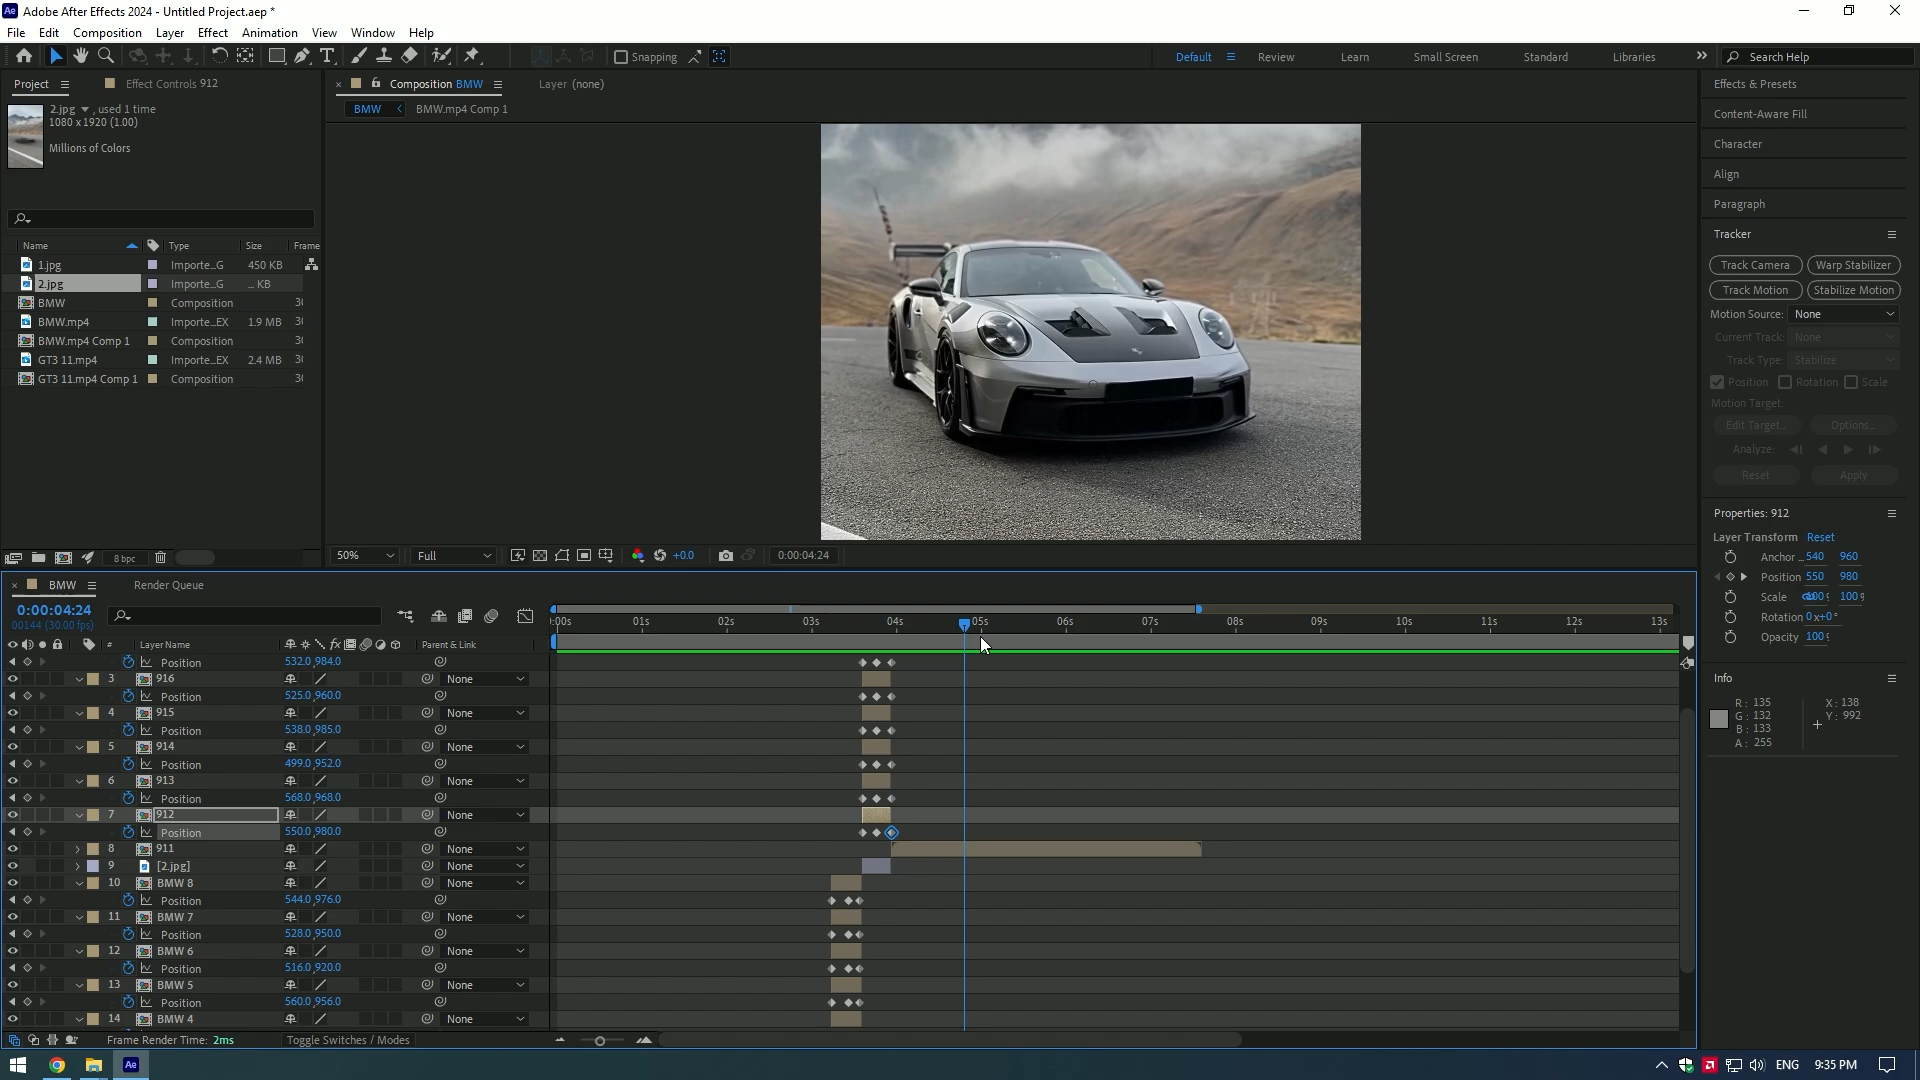 Adobe After Effects 2024 - Untitled Project.aep *
File Edit Composition Layer Effect Animation View Window Help
Snapping Default Review Learn Small Screen Standard Libraries Search Help
Project Effect Controls 912
2.jpg , used 1 time
1080 x 1920 (1.00)
Millions of Colors
Name Type Size Frame
1.jpg Importe...G 450 KB
2.jpg Importe...G ... KB
BMW Composition 30
BMW.mp4 Importe...EX 1.9 MB 30
BMW.mp4 Comp 1 Composition 30
GT3 11.mp4 Importe...EX 2.4 MB 30
GT3 11.mp4 Comp 1 Composition 30
8 bpc
Composition BMW Layer (none)
BMW BMW.mp4 Comp 1
50% Full +0.0 0:00:04:24
Effects & Presets
Content-Aware Fill
Character
Align
Paragraph
Tracker
Track Camera Warp Stabilizer
Track Motion Stabilize Motion
Motion Source: None
Current Track: None
Track Type: Stabilize
Position Rotation Scale
Motion Target:
Edit Target... Options...
Analyze:
Reset Apply
Properties: 912
Layer Transform Reset
Anchor ... 540 960
Position 550 980
Scale 100 100
Rotation 0x+0°
Opacity 100
Info
R: 135 X: 138
G: 132 Y: 992
B: 133
A: 255
BMW Render Queue
0:00:04:24
00144 (30.00 fps)
:00s 01s 02s 03s 04s 05s 06s 07s 08s 09s 10s 11s 12s 13s
# Layer Name Parent & Link
Position 532.0,984.0
3 916 None
Position 525.0,960.0
4 915 None
Position 538.0,985.0
5 914 None
Position 499.0,952.0
6 913 None
Position 568.0,968.0
7 912 None
Position 550.0,980.0
8 911 None
9 [2.jpg] None
10 BMW 8 None
Position 544.0,976.0
11 BMW 7 None
Position 528.0,950.0
12 BMW 6 None
Position 516.0,920.0
13 BMW 5 None
Position 560.0,956.0
14 BMW 4 None
Frame Render Time: 2ms Toggle Switches / Modes
ENG 9:35 PM